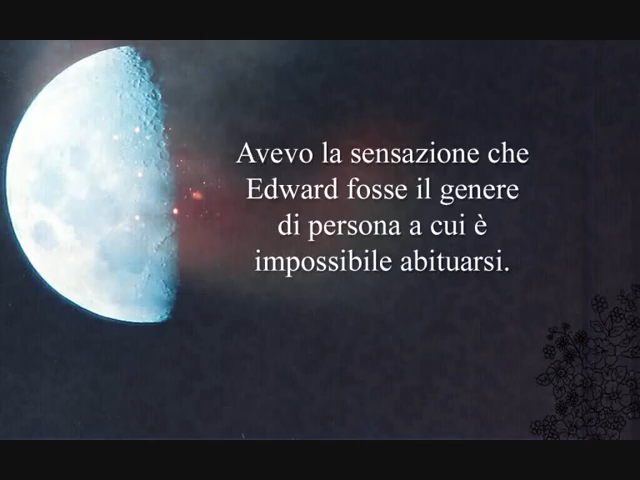 Avevo la sensazione che
Edward fosse il genere
di persona a cui è
impossibile abituarsi.